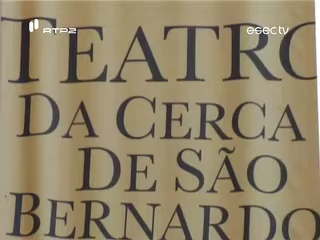 RTP2 esec tv
TEATRO
DA CERCA
DE SÃO
BERNARDO